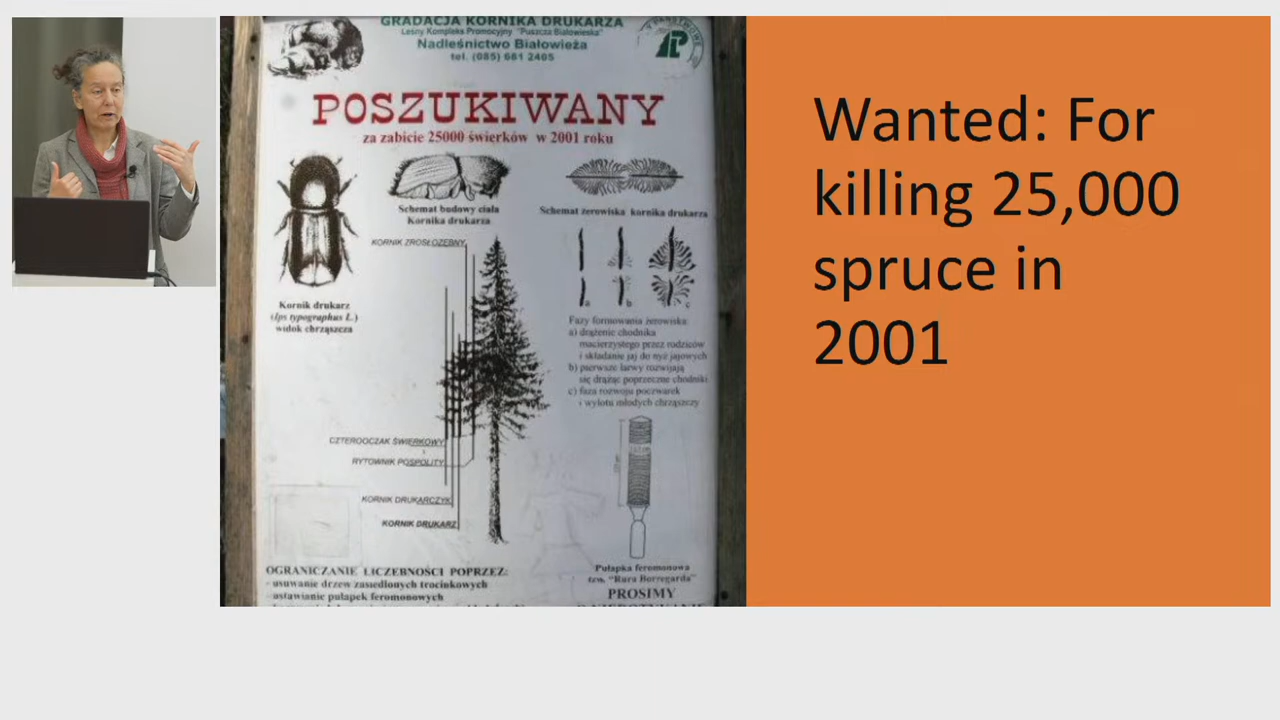 GRADACJA KORNIKA DRUKARZA
Leśny Kompleks Promocyjny "Puszcza Białowieska"
Nadleśnictwo Białowieża
tel. (085) 681 2405
POSZUKIWANY
za zabicie 25000 świerków w 2001 roku
Schemat budowy ciała
Kornika drukarza
Schemat żerowiska kornika drukarza
KORNIK ZROSŁOZĘBNY
Kornik drukarz
(Ips typographus L.)
widok chrząszcza
a b c
Fazy formowania żerowiska:
a) drążenie chodnika
macierzystego przez rodziców
i składanie jaj do nyż jajowych
b) pierwsze larwy rozwijają
się drążąc poprzeczne chodniki
c) faza rozwoju poczwarek
i wylotu młodych chrząszczy
CZTEROOCZAK ŚWIERKOWY
RYTOWNIK POSPOLITY
KORNIK DRUKARCZYK
KORNIK DRUKARZ
Pułapka feromonowa
tzw. "Rura Borregarda"
OGRANICZANIE LICZEBNOŚCI POPRZEZ:
- usuwanie drzew zasiedlonych trocinkowych
- ustawianie pułapek feromonowych
PROSIMY
Wanted: For
killing 25,000
spruce in
2001